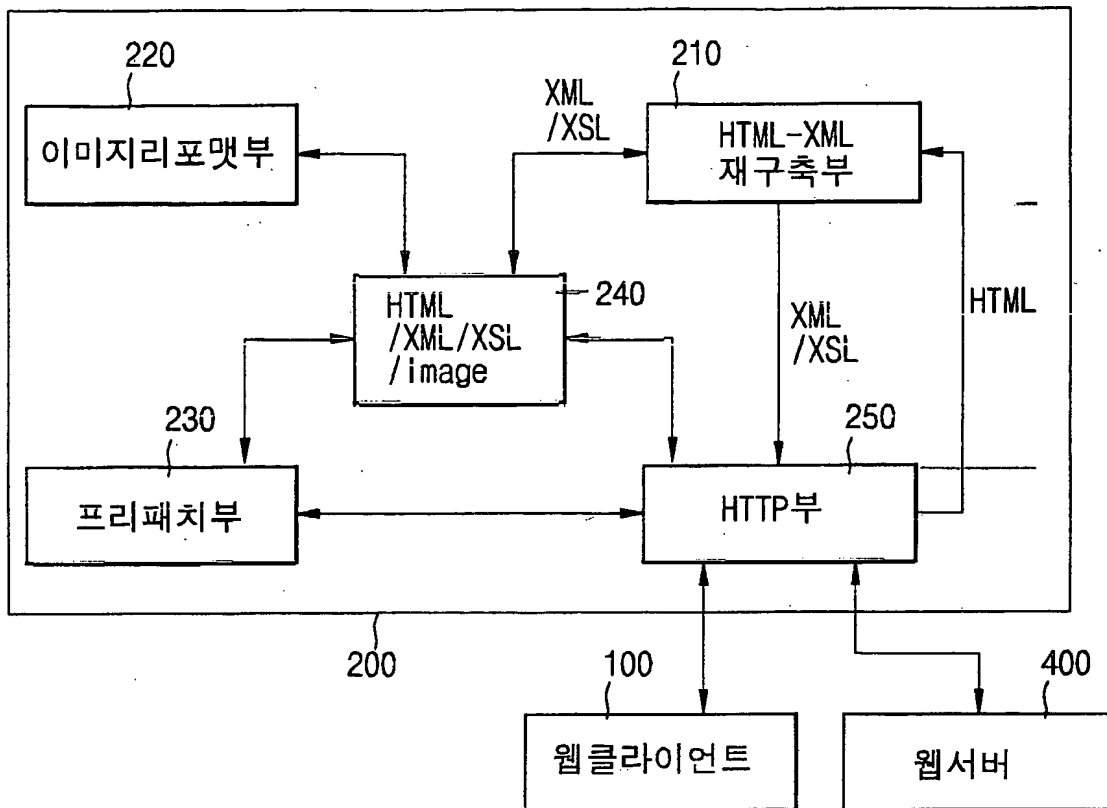 220
이미지리포맷부
XML
/XSL
210
HTML-XML
재구축부
240
HTML
/XML/XSL
/image
XML
/XSL
HTML
230
프리패치부
250
HTTP부
200
100
웹클라이언트
400
웹서버